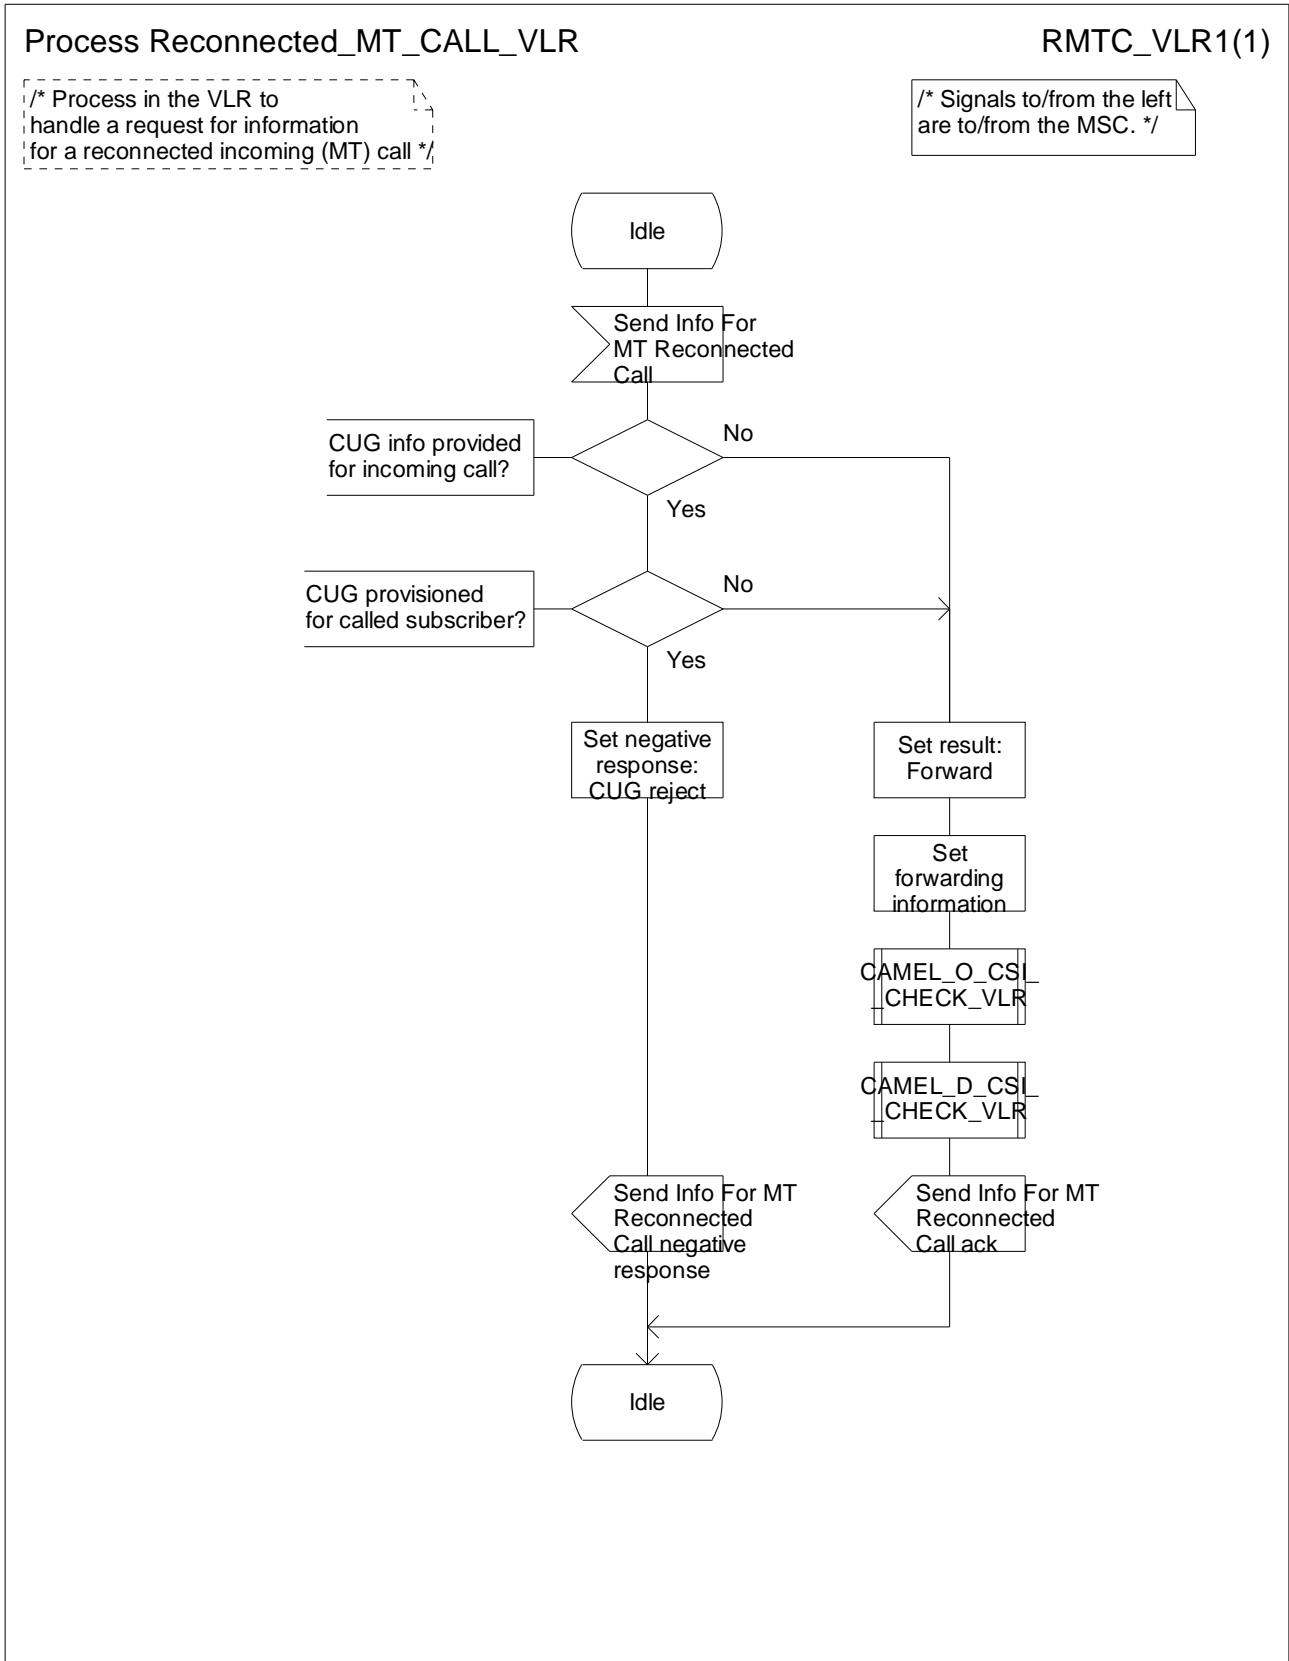 Process Reconnected_MT_CALL_VLR
RMTC_VLR1(1)
/* Process in the VLR to
handle a request for information
for a reconnected incoming (MT) call */
/* Signals to/from the left
are to/from the MSC. */
Idle
Send Info For
MT Reconnected
Call
CUG info provided
for incoming call?
No
Yes
CUG provisioned
for called subscriber?
No
Yes
Set negative
response:
CUG reject
Set result:
Forward
Set
forwarding
information
CAMEL_O_CSI_
_CHECK_VLR
CAMEL_D_CSI_
_CHECK_VLR
Send Info For MT
Reconnected
Call negative
response
Send Info For MT
Reconnected
Call ack
Idle